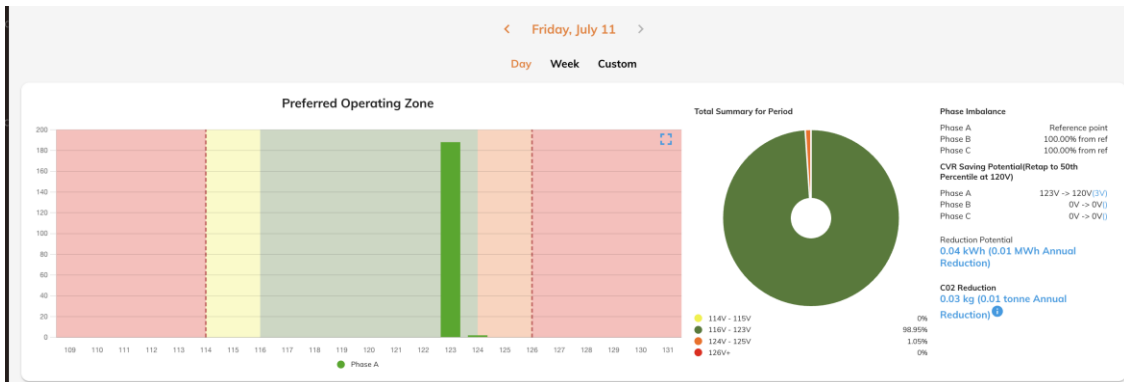 Friday, July 11
Day Week Custom
Preferred Operating Zone
200
180
160
140
120
100
80
60
40
20
0
109 110 111 112 113 114 115 116 117 118 119 120 121 122 123 124 125 126 127 128 129 130 131
Phase A
Total Summary for Period
114V - 115V 0%
116V - 123V 98.95%
124V - 125V 1.05%
126V+ 0%
Phase Imbalance
Phase A Reference point
Phase B 100.00% from ref
Phase C 100.00% from ref
CVR Saving Potential(Retap to 50th
Percentile at 120V)
Phase A 123V -> 120V(3V)
Phase B 0V -> 0V()
Phase C 0V -> 0V()
Reduction Potential
0.04 kWh (0.01 MWh Annual
Reduction)
C02 Reduction
0.03 kg (0.01 tonne Annual
Reduction)